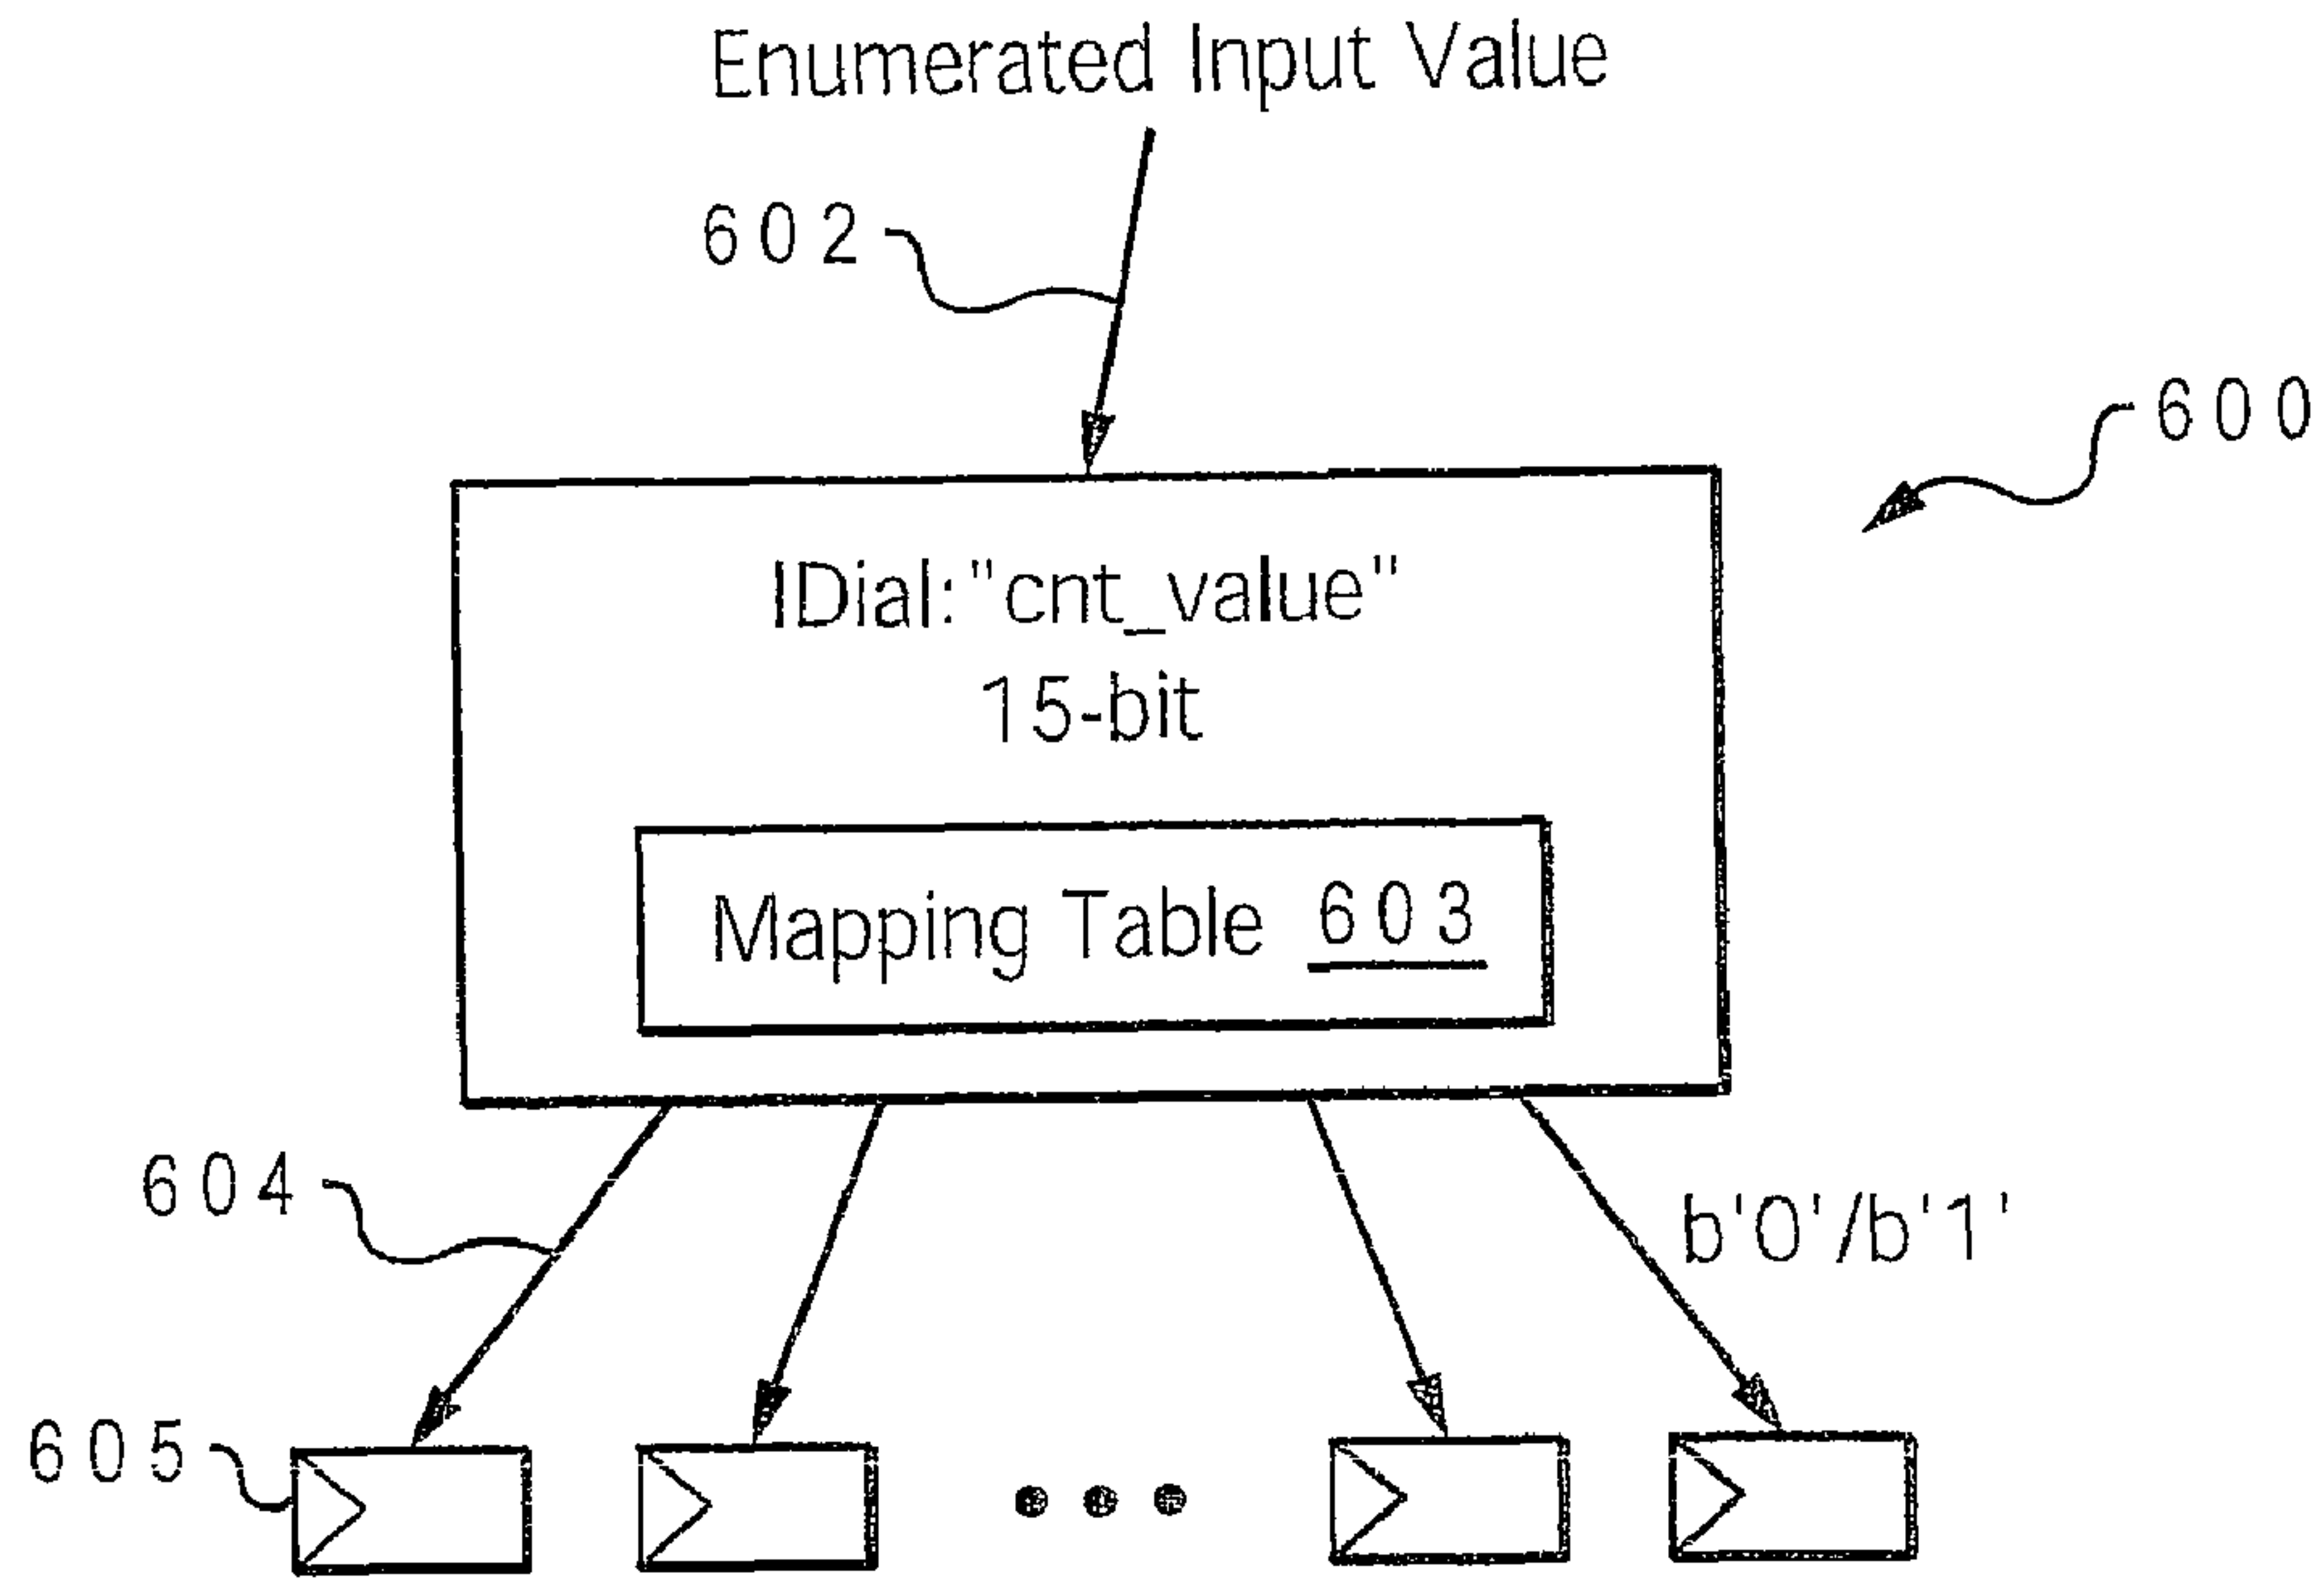 Enumerated Input Value
602
600
IDial:"cnt_value"
15-bit
Mapping Table 603
604
b'0'/b'1'
605